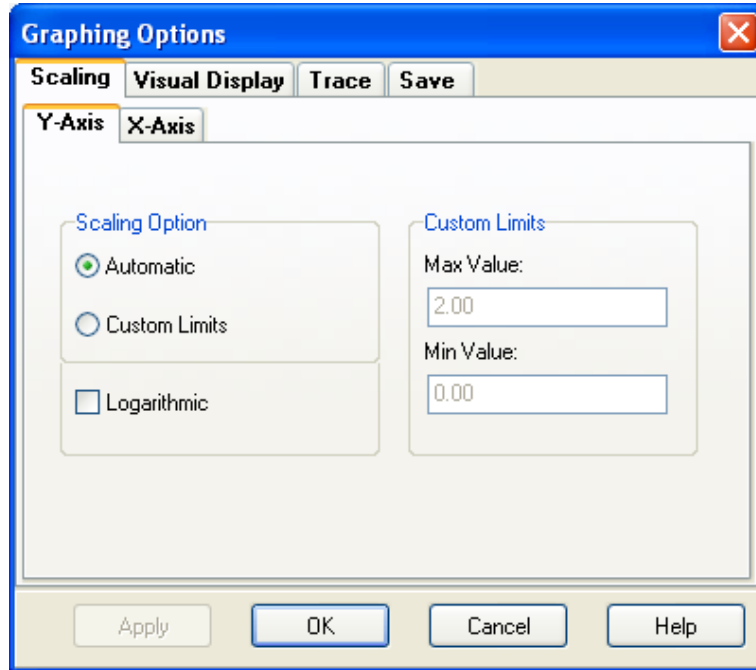 Graphing Options
Scaling Visual Display Trace Save
Y-Axis X-Axis
Scaling Option
Automatic
Custom Limits
Logarithmic
Custom Limits
Max Value:
2.00
Min Value:
0.00
Apply OK Cancel Help